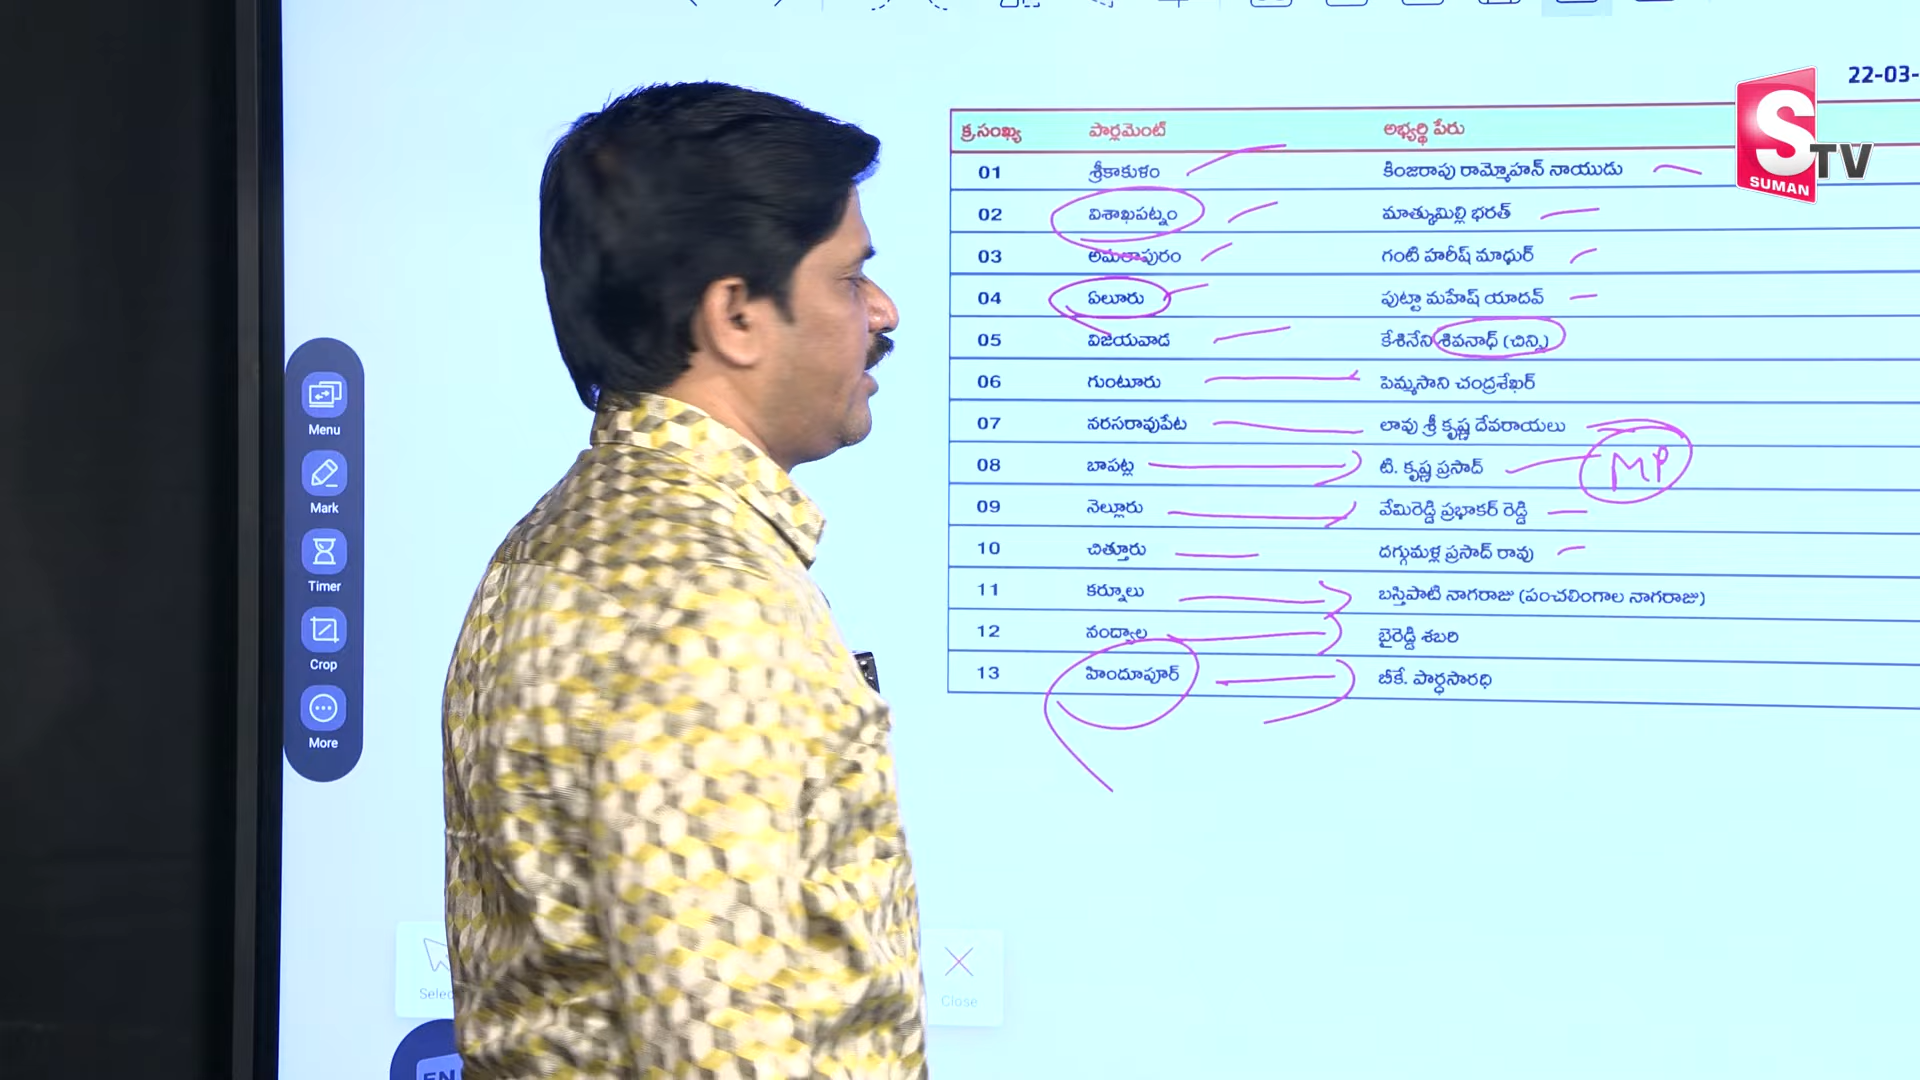 22-03-
S TV
SUMAN
క్ర.సంఖ్య పార్లమెంట్ అభ్యర్థి పేరు
01 శ్రీకాకుళం కింజరాపు రామ్మోహన్ నాయుడు
02 విశాఖపట్నం మాత్కుమిల్లి భరత్
03 అమలాపురం గంటి హరీష్ మాధుర్
04 ఏలూరు పుట్టా మహేష్ యాదవ్
05 విజయవాడ కేశినేని శివనాధ్ (చిన్ని)
06 గుంటూరు పెమ్మసాని చంద్రశేఖర్
07 నరసరావుపేట లావు శ్రీ కృష్ణ దేవరాయలు
08 బాపట్ల టి. కృష్ణ ప్రసాద్ MP
09 నెల్లూరు వేమిరెడ్డి ప్రభాకర్ రెడ్డి
10 చిత్తూరు దగ్గుమళ్ల ప్రసాద్ రావు
11 కర్నూలు బస్తిపాటి నాగరాజు (పంచలింగాల నాగరాజు)
12 నంద్యాల బైరెడ్డి శబరి
13 హిందూపూర్ బీకే. పార్థసారధి
Menu
Mark
Timer
Crop
More
Selec
Close
EN